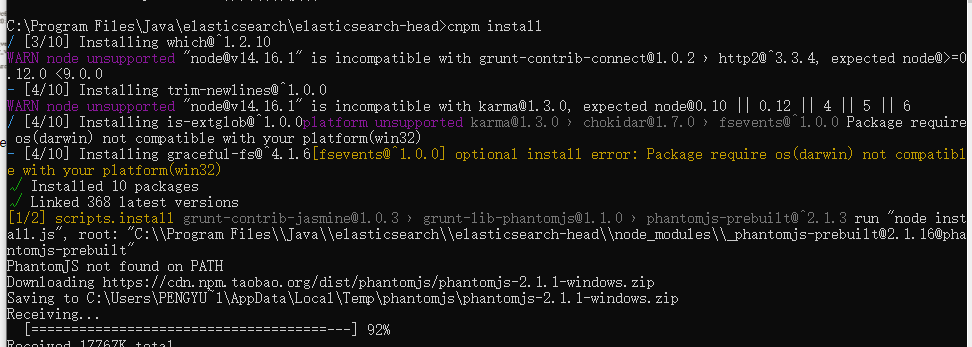 C:\Program Files\Java\elasticsearch\elasticsearch-head>cnpm install
/ [3/10] Installing which@^1.2.10
WARN node unsupported "node@v14.16.1" is incompatible with grunt-contrib-connect@1.0.2 › http2@^3.3.4, expected node@>=0
.12.0 <9.0.0
- [4/10] Installing trim-newlines@^1.0.0
WARN node unsupported "node@v14.16.1" is incompatible with karma@1.3.0, expected node@0.10 || 0.12 || 4 || 5 || 6
/ [4/10] Installing is-extglob@^1.0.0platform unsupported karma@1.3.0 › chokidar@1.7.0 › fsevents@^1.0.0 Package require
 os(darwin) not compatible with your platform(win32)
- [4/10] Installing graceful-fs@^4.1.6[fsevents@^1.0.0] optional install error: Package require os(darwin) not compatibl
e with your platform(win32)
√ Installed 10 packages
√ Linked 368 latest versions
[1/2] scripts.install grunt-contrib-jasmine@1.0.3 › grunt-lib-phantomjs@1.1.0 › phantomjs-prebuilt@^2.1.3 run "node inst
all.js", root: "C:\\Program Files\\Java\\elasticsearch\\elasticsearch-head\\node_modules\\_phantomjs-prebuilt@2.1.16@pha
ntomjs-prebuilt"
PhantomJS not found on PATH
Downloading https://cdn.npm.taobao.org/dist/phantomjs/phantomjs-2.1.1-windows.zip
Saving to C:\Users\PENGYU~1\AppData\Local\Temp\phantomjs\phantomjs-2.1.1-windows.zip
Receiving...
  [=====================================---] 92%
Received 17767K total.